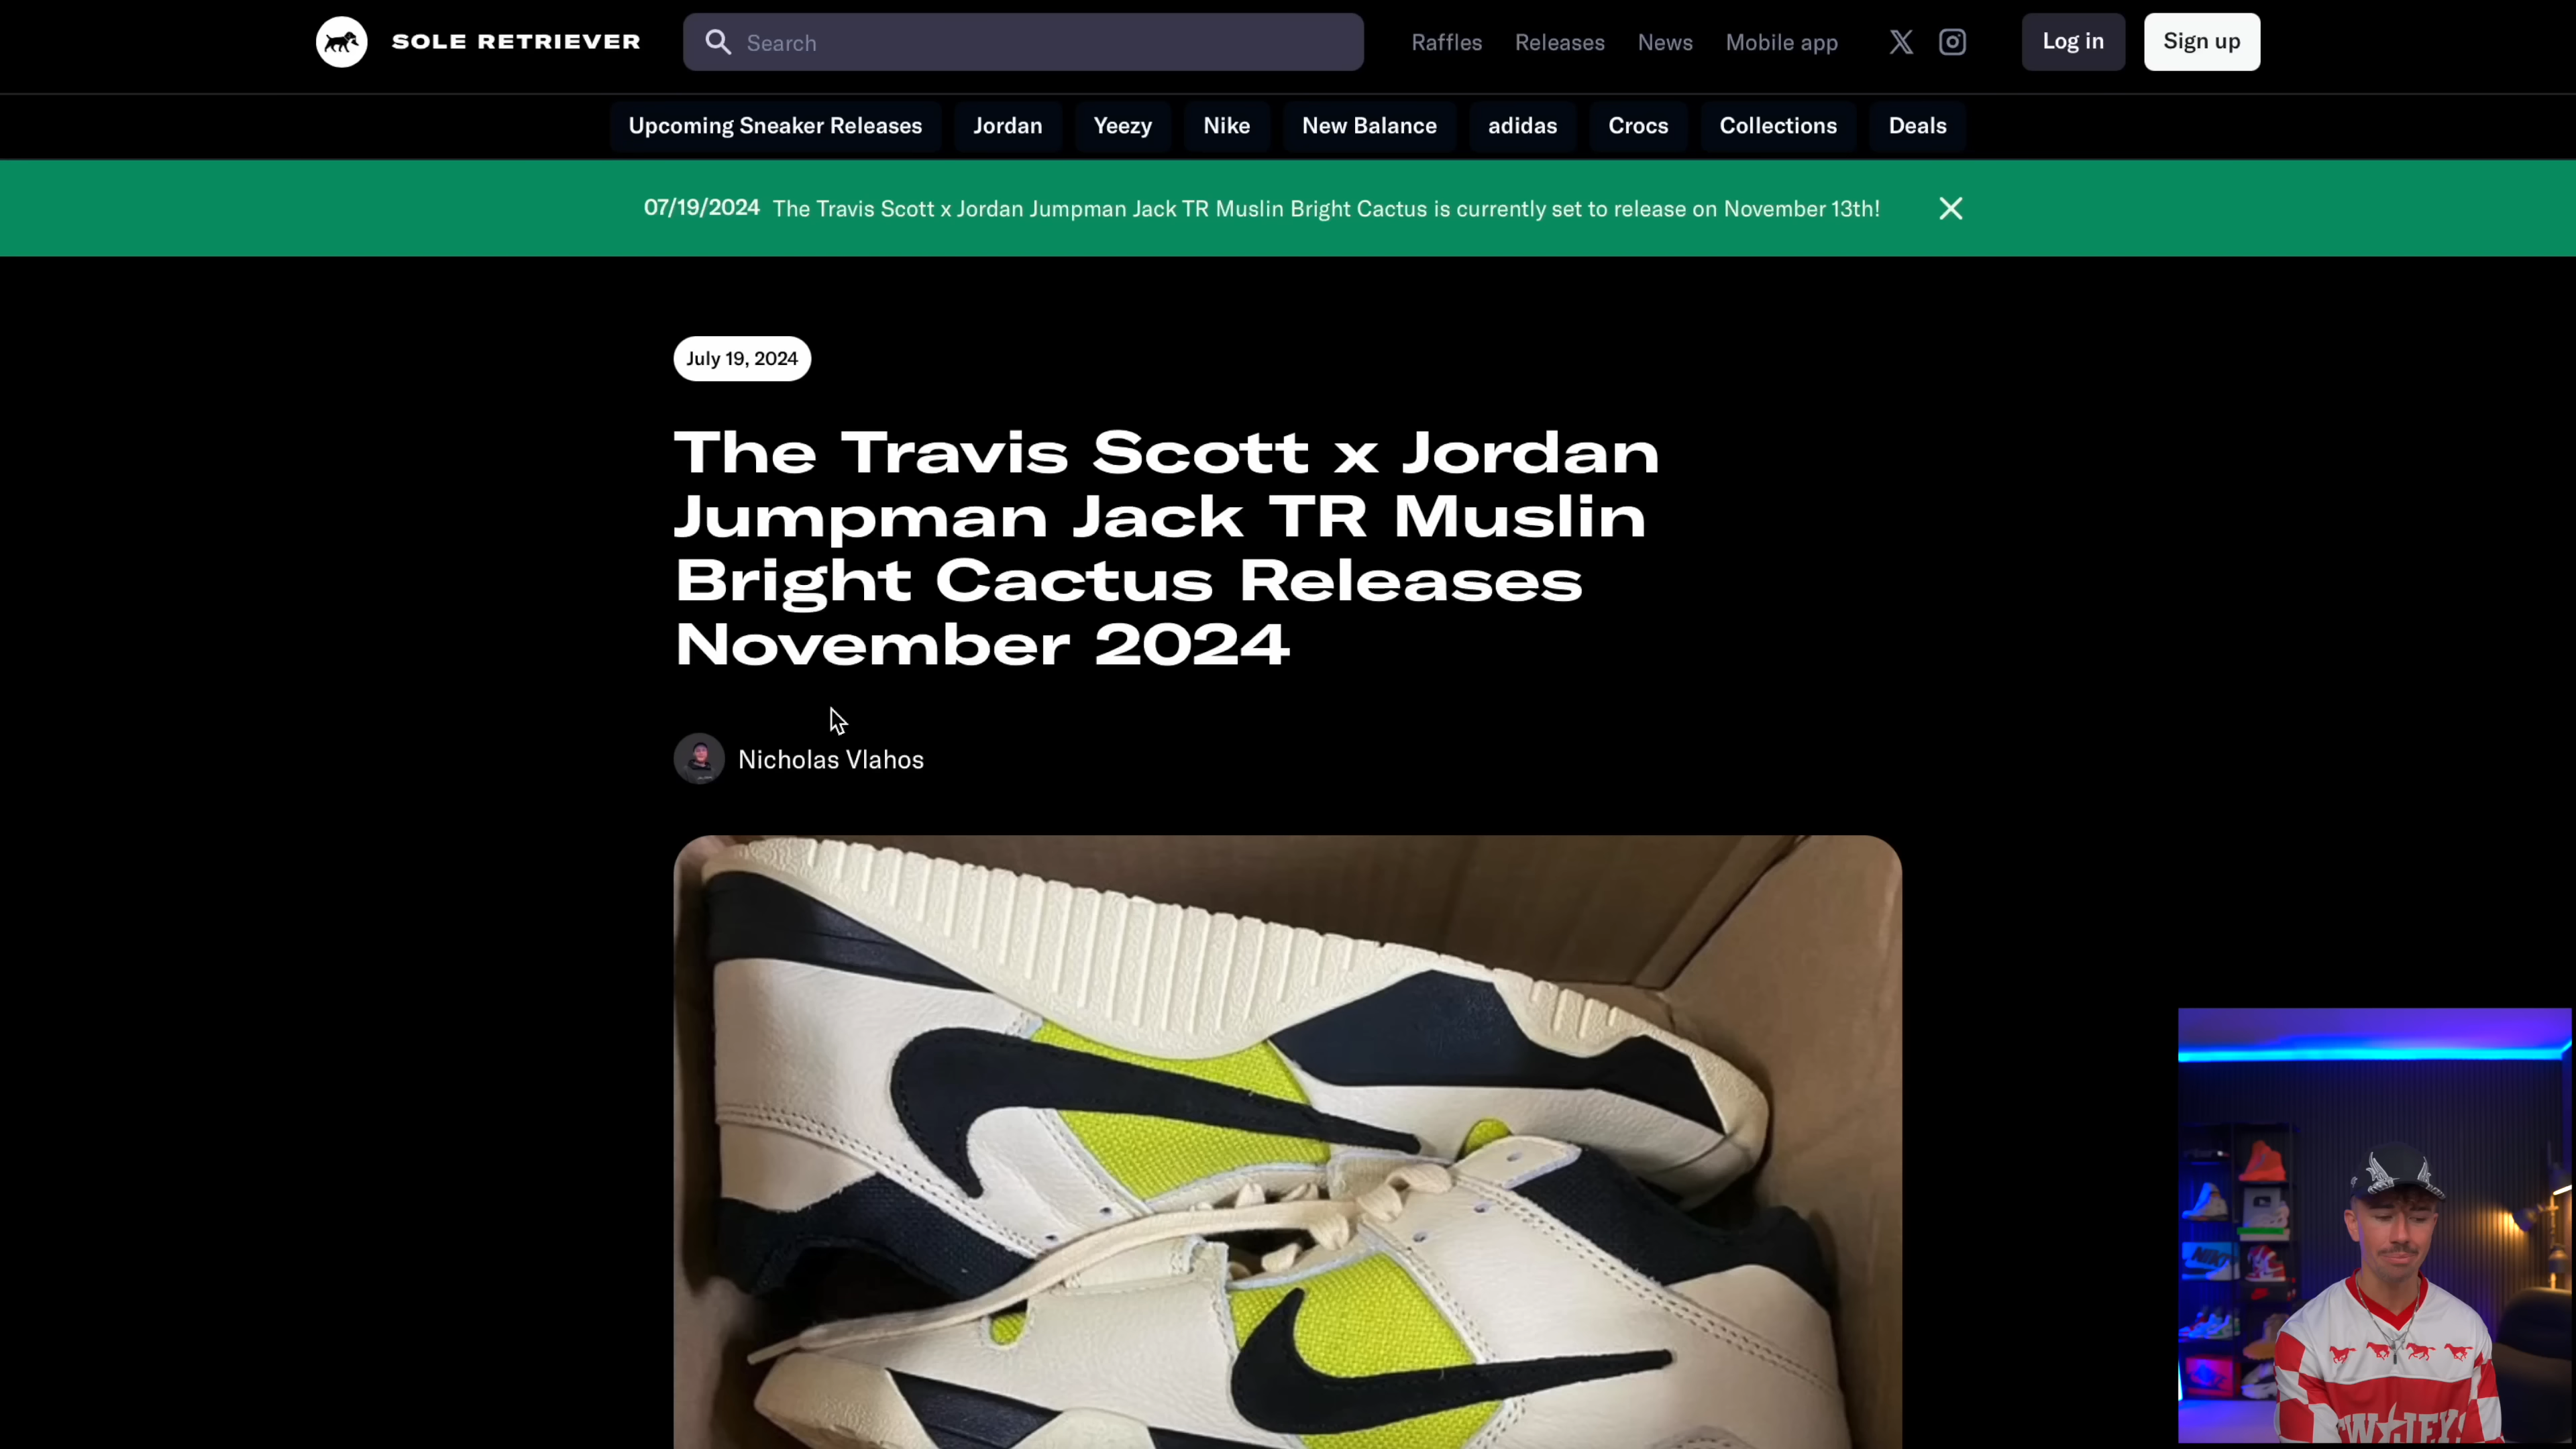 SOLE RETRIEVER
Search
Raffles
Releases
News
Mobile app
Log in
Sign up
Upcoming Sneaker Releases
Jordan
Yeezy
Nike
New Balance
adidas
Crocs
Collections
Deals
07/19/2024 The Travis Scott x Jordan Jumpman Jack TR Muslin Bright Cactus is currently set to release on November 13th!
July 19, 2024
The Travis Scott x Jordan
Jumpman Jack TR Muslin
Bright Cactus Releases
November 2024
Nicholas Vlahos